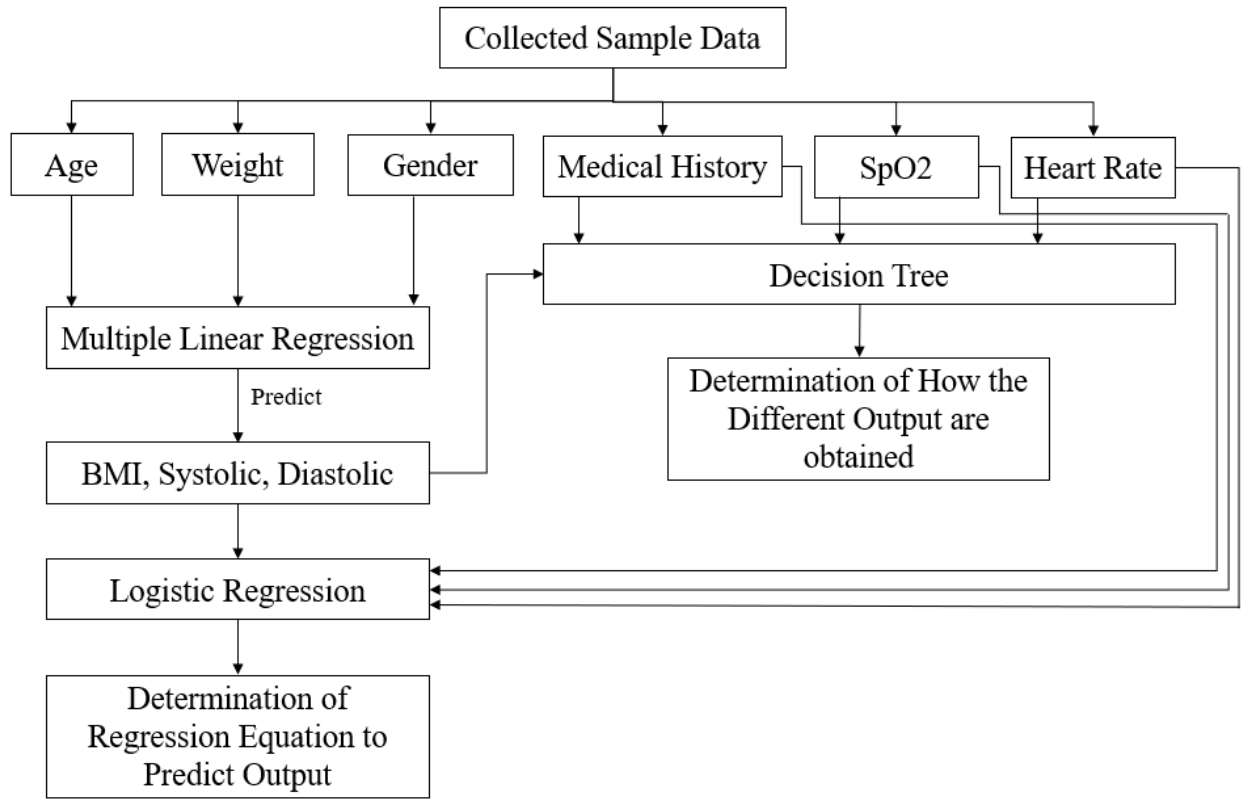 Collected Sample Data
Age
Weight
Gender
Medical History
SpO2
Heart Rate
Decision Tree
Multiple Linear Regression
Predict
Determination of How the
Different Output are
obtained
BMI, Systolic, Diastolic
Logistic Regression
Determination of
Regression Equation to
Predict Output